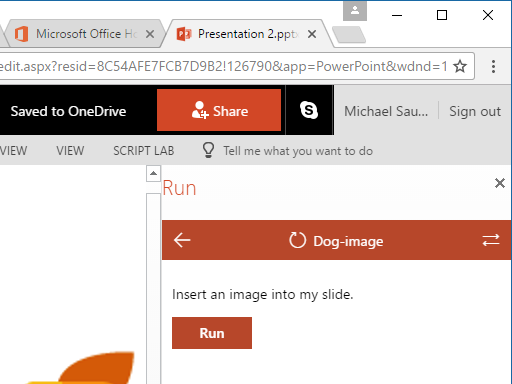 Microsoft Office Ho
Presentation 2.pptx
edit.aspx?resid=8C54AFE7FCB7D9B2!126790&app=PowerPoint&wdnd=1
Saved to OneDrive
Share
Michael Sau...
Sign out
VIEW
VIEW
SCRIPT LAB
Tell me what you want to do
Run
Dog-image
Insert an image into my slide.
Run